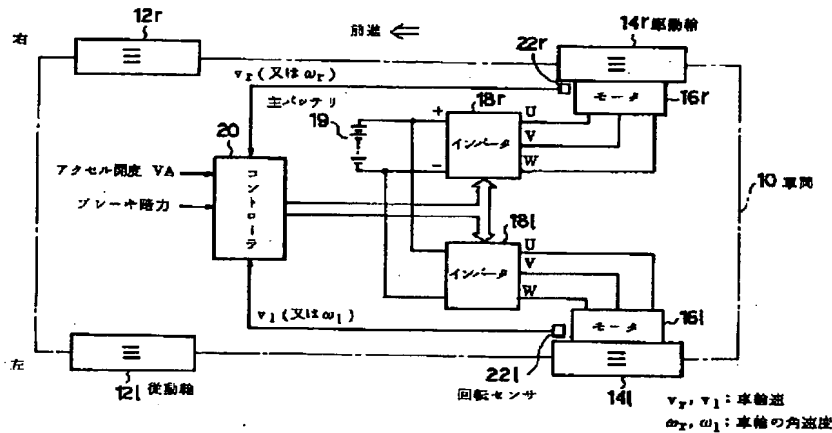 12r
14r 駆動輪
右
前進
22r
vr(又はωr)
18r
モータ
16r
主バッテリ
19
+
U
20
インバータ
V
アクセル開度 VA
−
W
コントローラ
10 車両
ブレーキ踏力
18l
U
インバータ
V
W
vl(又はωl)
モータ
16l
左
12l 従動輪
22l
回転センサ
14l
vr, vl:車輪速
ωr, ωl:車輪の角速度